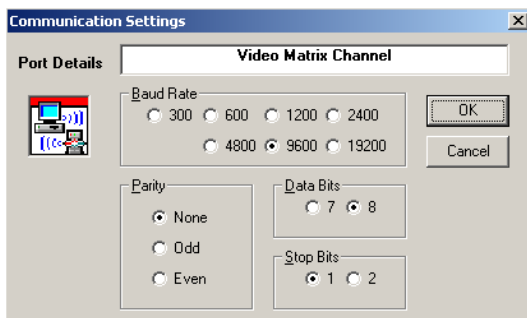 Communication Settings
Port Details
Video Matrix Channel
Baud Rate
300 600 1200 2400
4800 9600 19200
OK
Cancel
Parity
None
Odd
Even
Data Bits
7 8
Stop Bits
1 2